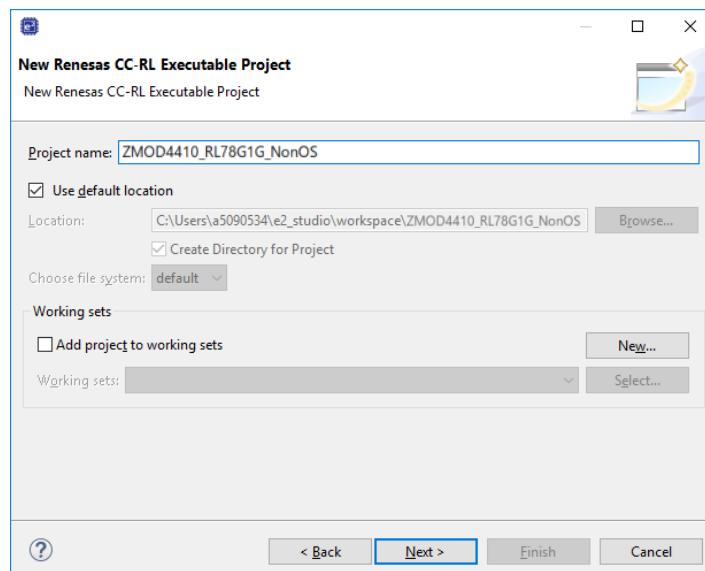 New Renesas CC-RL Executable Project
New Renesas CC-RL Executable Project
Project name: ZMOD4410_RL78G1G_NonOS
Use default location
Location: C:\Users\a5090534\e2_studio\workspace\ZMOD4410_RL78G1G_NonOS Browse...
Create Directory for Project
Choose file system: default
Working sets
Add project to working sets New...
Working sets: Select...
? < Back Next > Finish Cancel